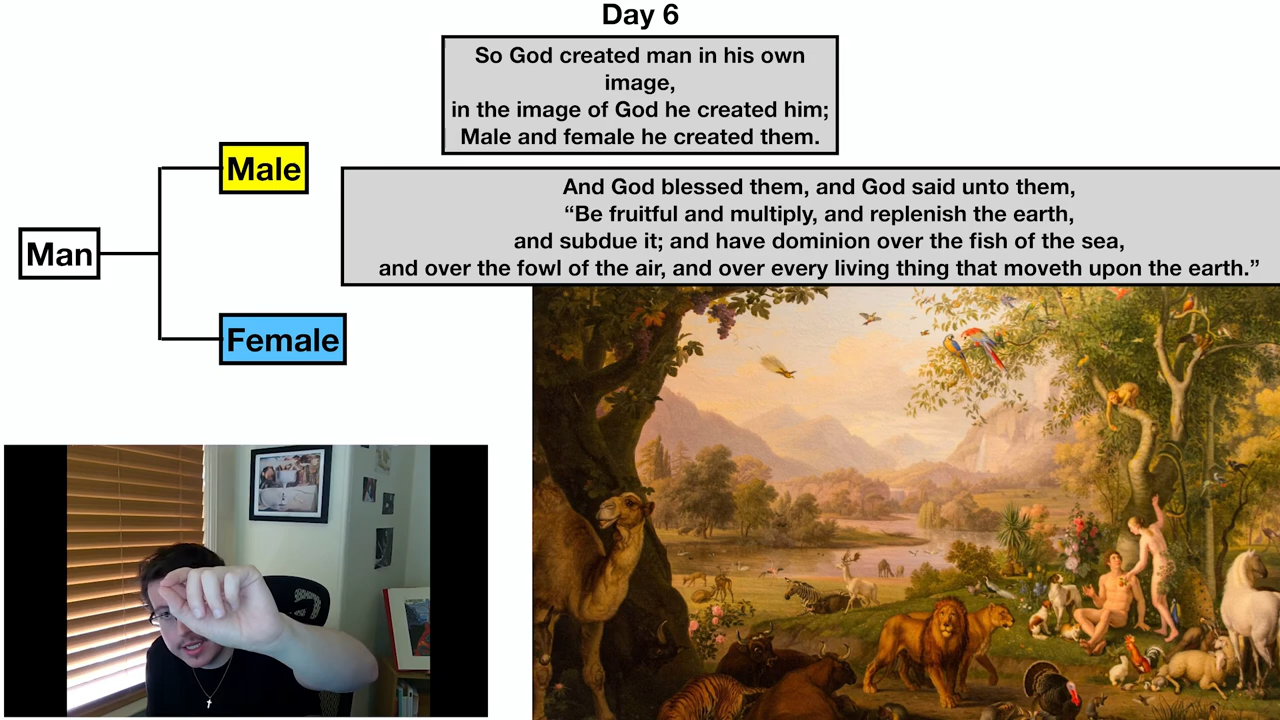 Day 6
So God created man in his own
image,
in the image of God he created him;
Male and female he created them.
Male
And God blessed them, and God said unto them,
“Be fruitful and multiply, and replenish the earth,
and subdue it; and have dominion over the fish of the sea,
and over the fowl of the air, and over every living thing that moveth upon the earth.”
Man
Female